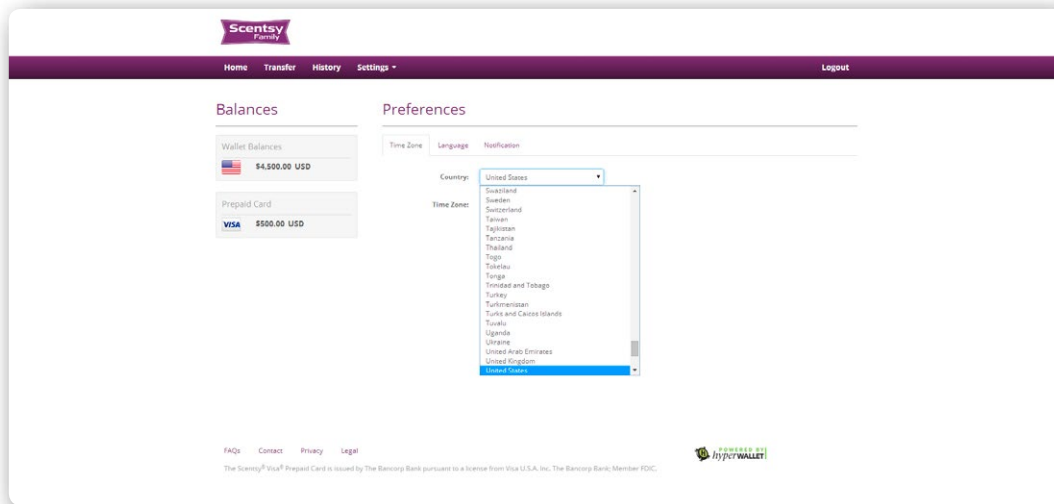 Scentsy
Family
Home Transfer History Settings
Logout
Balances
Preferences
Wallet Balances
$4,500.00 USD
Prepaid Card
VISA $500.00 USD
Time Zone Language Notification
Country: United States
Time Zone:
Swaziland
Sweden
Switzerland
Taiwan
Tajikistan
Tanzania
Thailand
Togo
Tokelau
Tonga
Trinidad and Tobago
Turkey
Turkmenistan
Turks and Caicos Islands
Tuvalu
Uganda
Ukraine
United Arab Emirates
United Kingdom
United States
FAQs Contact Privacy Legal
POWERED BY
hyperWALLET
The Scentsy® Visa® Prepaid Card is issued by The Bancorp Bank pursuant to a license from Visa U.S.A. Inc. The Bancorp Bank; Member FDIC.